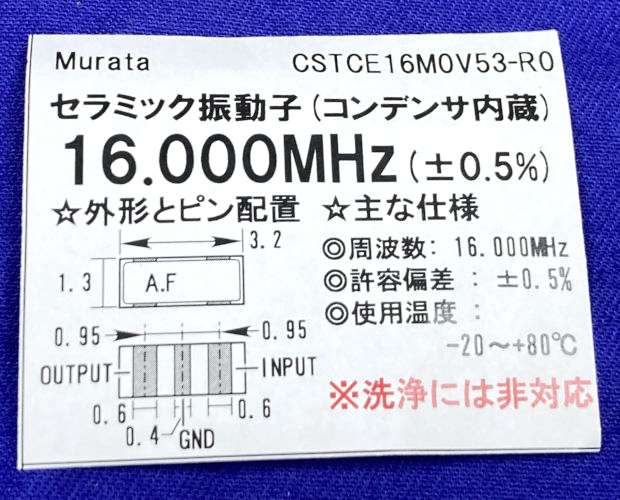 Murata CSTCE16M0V53-R0
セラミック振動子(コンデンサ内蔵)
16.000MHz(±0.5%)
☆外形とピン配置 ☆主な仕様
3.2
1.3
A.F
◎周波数: 16.000MHz
◎許容偏差 : ±0.5%
◎使用温度 :
-20～+80℃
0.95 0.95
OUTPUT INPUT
0.6 0.6
0.4 GND
※洗浄には非対応